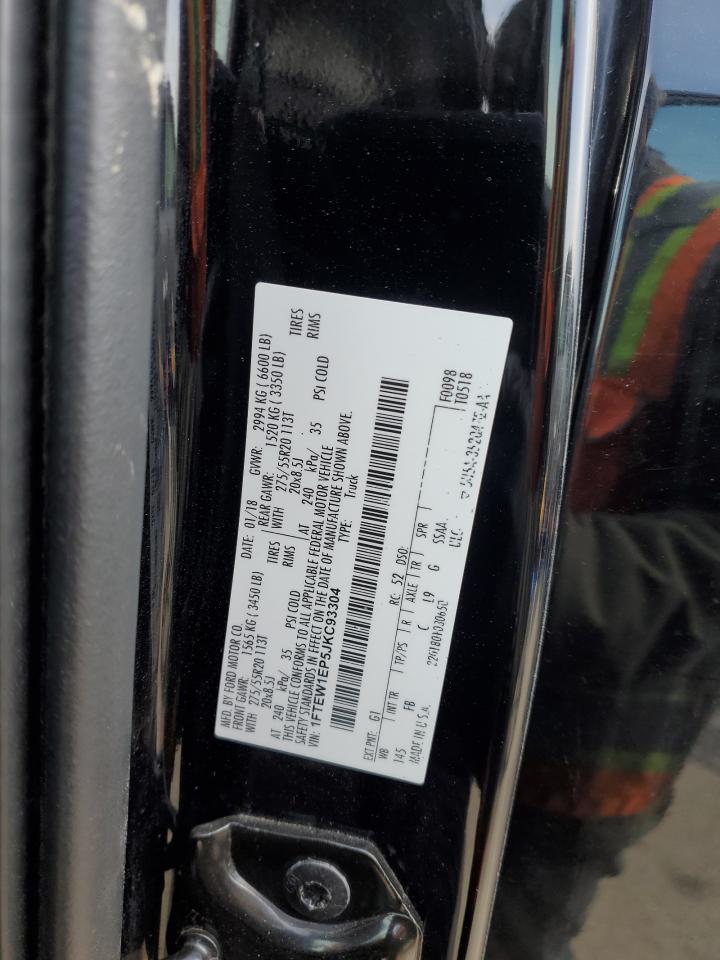 MFD. BY FORD MOTOR CO. DATE: 01/18 GVWR: 2994 KG ( 6600 LB)
FRONT GAWR: 1565 KG (3450 LB) REAR GAWR: 1520 KG ( 3350 LB)
WITH 275/55R20 113T TIRES WITH 275/55R20 113T TIRES
20x8.5J RIMS 20x8.5J RIMS
AT 240 kPa/ 35 PSI COLD AT 240 kPa/ 35 PSI COLD
THIS VEHICLE CONFORMS TO ALL APPLICABLE FEDERAL MOTOR VEHICLE
SAFETY STANDARDS IN EFFECT ON THE DATE OF MANUFACTURE SHOWN ABOVE.
VIN: 1FTEW1EP5JKC93304 TYPE: Truck
EXT PNT: G1 RC: 52 DSO: F0098
WB INT TR TP/PS R AXLE TR SPR T0518
145 FB C L9 G SSAA
MADE IN U.S.A.